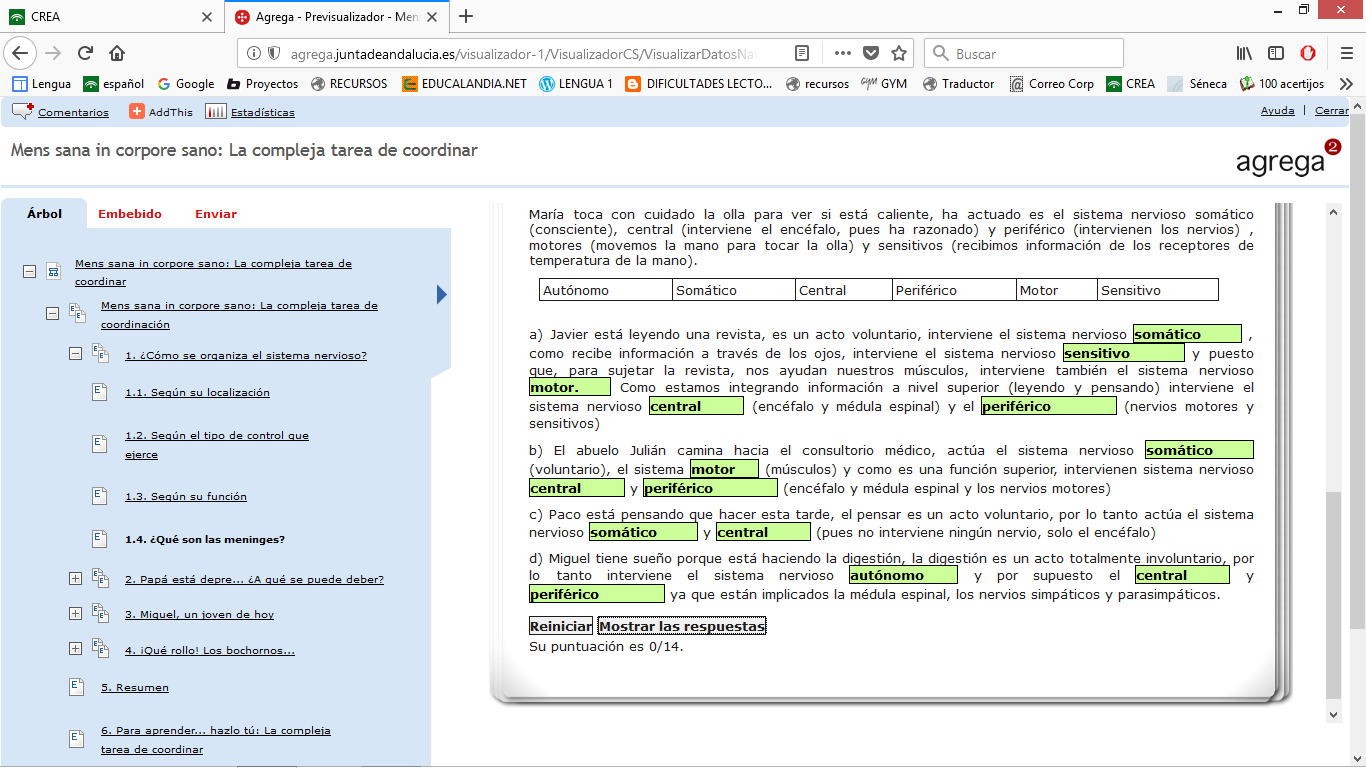 CREA
Agrega - Previsualizador - Men
agrega.juntadeandalucia.es/visualizador-1/VisualizadorCS/VisualizarDatosNa
Buscar
Lengua
español
Google
Proyectos
RECURSOS
EDUCALANDIA.NET
LENGUA 1
DIFICULTADES LECTO...
recursos
GYM
Traductor
Correo Corp
CREA
Séneca
100 acertijos
Comentarios
AddThis
Estadísticas
Ayuda | Cerrar
Mens sana in corpore sano: La compleja tarea de coordinar
agrega 2
Árbol
Embebido
Enviar
Mens sana in corpore sano: La compleja tarea de
coordinar
Mens sana in corpore sano: La compleja tarea de
coordinación
1. ¿Cómo se organiza el sistema nervioso?
1.1. Según su localización
1.2. Según el tipo de control que
ejerce
1.3. Según su función
1.4. ¿Qué son las meninges?
2. Papá está depre... ¿A qué se puede deber?
3. Miguel, un joven de hoy
4. ¡Qué rollo! Los bochornos...
5. Resumen
6. Para aprender... hazlo tú: La compleja
tarea de coordinar
María toca con cuidado la olla para ver si está caliente, ha actuado es el sistema nervioso somático
(consciente), central (interviene el encéfalo, pues ha razonado) y periférico (intervienen los nervios) ,
motores (movemos la mano para tocar la olla) y sensitivos (recibimos información de los receptores de
temperatura de la mano).
Autónomo Somático Central Periférico Motor Sensitivo
a) Javier está leyendo una revista, es un acto voluntario, interviene el sistema nervioso somático ,
como recibe información a través de los ojos, interviene el sistema nervioso sensitivo y puesto
que, para sujetar la revista, nos ayudan nuestros músculos, interviene también el sistema nervioso
motor. Como estamos integrando información a nivel superior (leyendo y pensando) interviene el
sistema nervioso central (encéfalo y médula espinal) y el periférico (nervios motores y
sensitivos)
b) El abuelo Julián camina hacia el consultorio médico, actúa el sistema nervioso somático
(voluntario), el sistema motor (músculos) y como es una función superior, intervienen sistema nervioso
central y periférico (encéfalo y médula espinal y los nervios motores)
c) Paco está pensando que hacer esta tarde, el pensar es un acto voluntario, por lo tanto actúa el sistema
nervioso somático y central (pues no interviene ningún nervio, solo el encéfalo)
d) Miguel tiene sueño porque está haciendo la digestión, la digestión es un acto totalmente involuntario, por
lo tanto interviene el sistema nervioso autónomo y por supuesto el central y
periférico ya que están implicados la médula espinal, los nervios simpáticos y parasimpáticos.
Reiniciar Mostrar las respuestas
Su puntuación es 0/14.